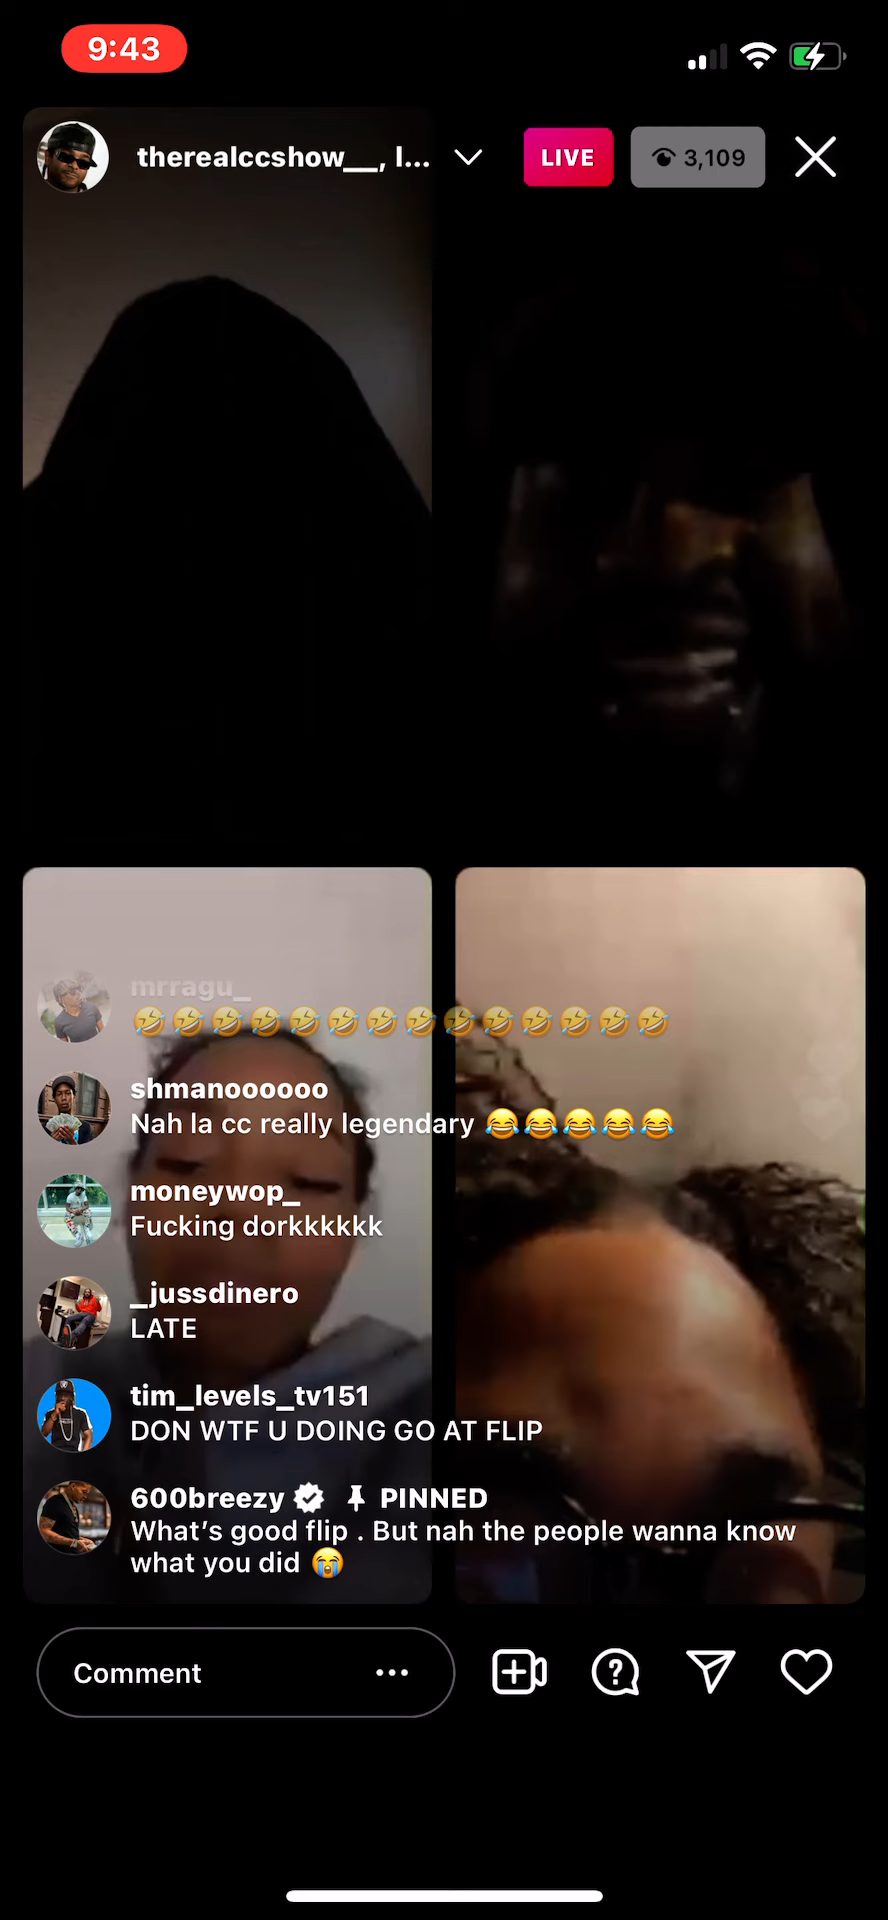 9:43
therealccshow__, l...
LIVE
3,109
mrragu_
🤣🤣🤣🤣🤣🤣🤣🤣🤣🤣🤣🤣🤣🤣
shmanoooooo
Nah la cc really legendary 😂😂😂😂😂
moneywop_
Fucking dorkkkkkk
_jussdinero
LATE
tim_levels_tv151
DON WTF U DOING GO AT FLIP
600breezy PINNED
What’s good flip . But nah the people wanna know
what you did 😭
Comment